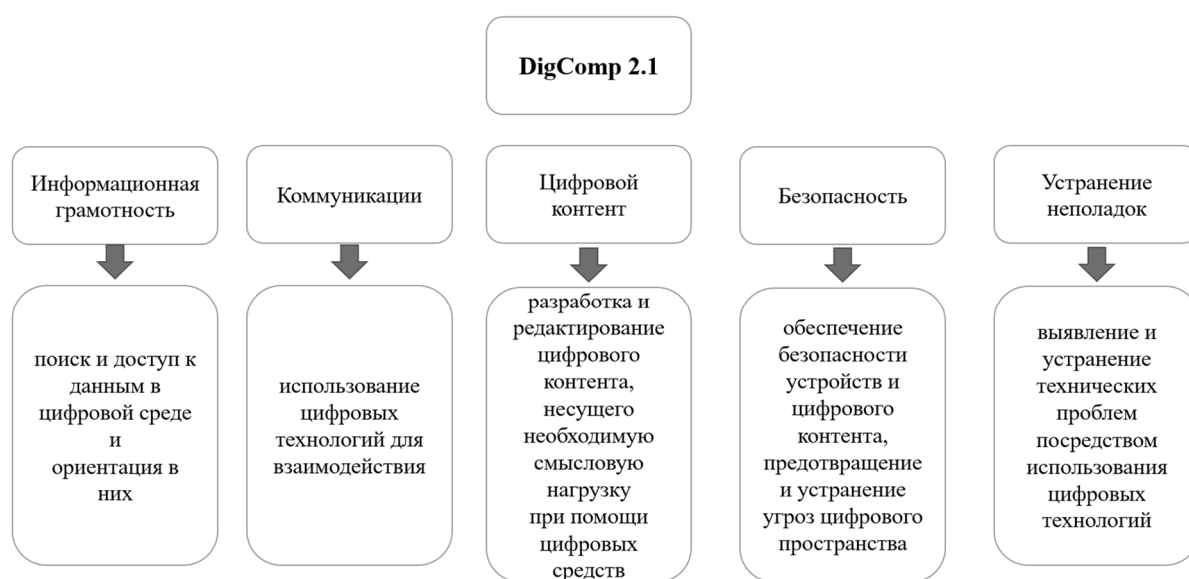 DigComp 2.1
Информационная
грамотность
Коммуникации
Цифровой
контент
Безопасность
Устранение
неполадок
поиск и доступ к
данным в
цифровой среде
и
ориентация в
них
использование
цифровых
технологий для
взаимодействия
разработка и
редактирование
цифрового
контента,
несущего
необходимую
смысловую
нагрузку
при помощи
цифровых
средств
обеспечение
безопасности
устройств и
цифрового
контента,
предотвращение
и устранение
угроз цифрового
пространства
выявление и
устранение
технических
проблем
посредством
использования
цифровых
технологий